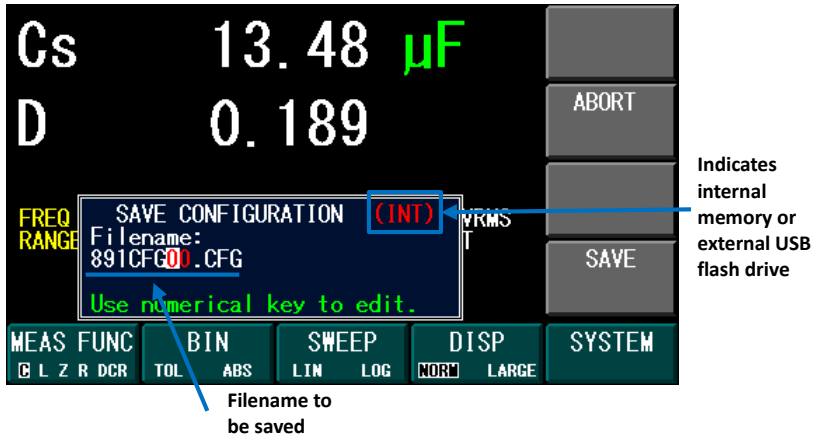 Cs 13.48 µF
D 0.189
ABORT
FREQ
RANGE
VRMS
T
SAVE CONFIGURATION (INT)
Filename:
891CFG00.CFG
Use numerical key to edit.
SAVE
MEAS FUNC
C L Z R DCR
BIN
TOL ABS
SWEEP
LIN LOG
DISP
NORM LARGE
SYSTEM
Indicates
internal
memory or
external USB
flash drive
Filename to
be saved